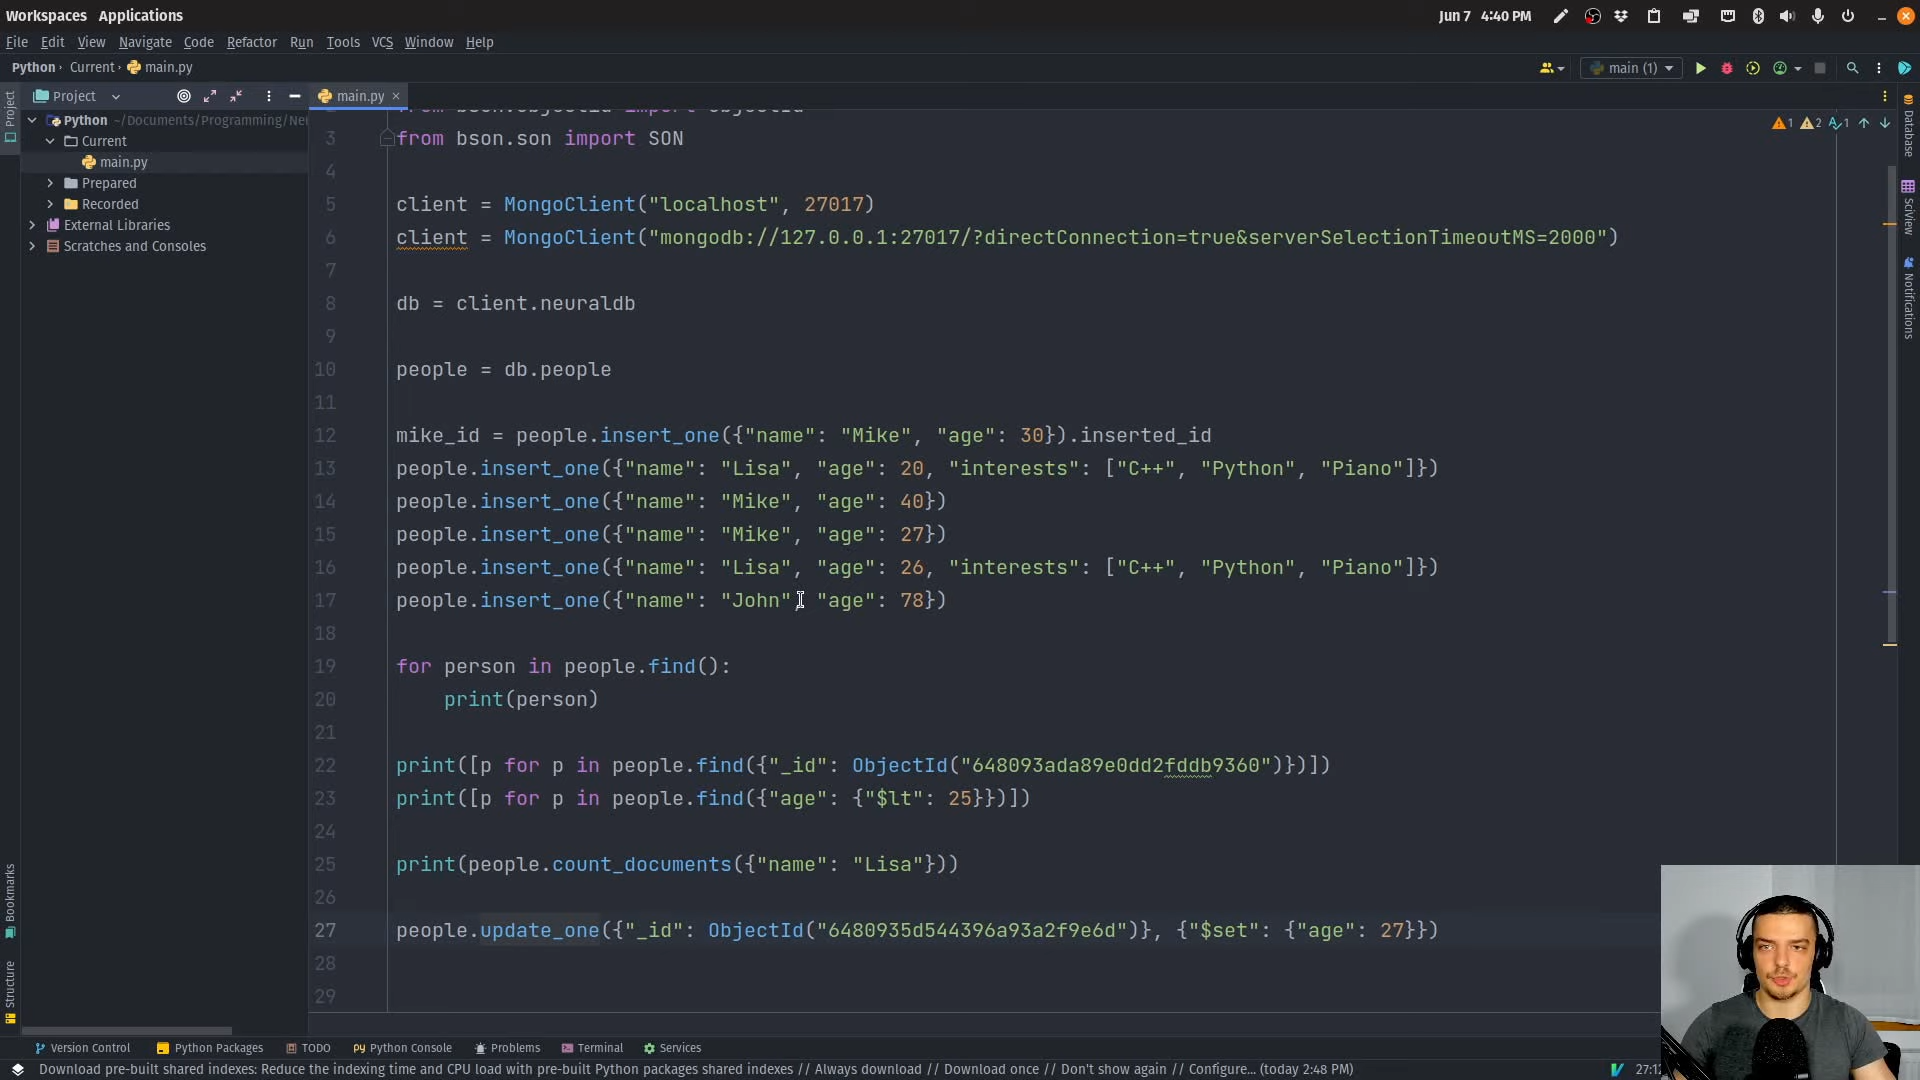 Workspaces Applications
Jun 7 4:40 PM
File Edit View Navigate Code Refactor Run Tools VCS Window Help
Python Current main.py
main (1)
Project
main.py
Project
Python ~/Documents/Programming/Neu
Current
main.py
Prepared
Recorded
External Libraries
Scratches and Consoles
1 2 1
3 from bson.son import SON
4
5 client = MongoClient("localhost", 27017)
6 client = MongoClient("mongodb://127.0.0.1:27017/?directConnection=true&serverSelectionTimeoutMS=2000")
7
8 db = client.neuraldb
9
10 people = db.people
11
12 mike_id = people.insert_one({"name": "Mike", "age": 30}).inserted_id
13 people.insert_one({"name": "Lisa", "age": 20, "interests": ["C++", "Python", "Piano"]})
14 people.insert_one({"name": "Mike", "age": 40})
15 people.insert_one({"name": "Mike", "age": 27})
16 people.insert_one({"name": "Lisa", "age": 26, "interests": ["C++", "Python", "Piano"]})
17 people.insert_one({"name": "John", "age": 78})
18
19 for person in people.find():
20 print(person)
21
22 print([p for p in people.find({"_id": ObjectId("648093ada89e0dd2fddb9360")})])
23 print([p for p in people.find({"age": {"$lt": 25}})])
24
25 print(people.count_documents({"name": "Lisa"}))
26
27 people.update_one({"_id": ObjectId("6480935d544396a93a2f9e6d")}, {"$set": {"age": 27}})
28
29
Database
SciView
Notifications
Bookmarks
Structure
Version Control Python Packages TODO Python Console Problems Terminal Services
Download pre-built shared indexes: Reduce the indexing time and CPU load with pre-built Python packages shared indexes // Always download // Download once // Don't show again // Configure... (today 2:48 PM)
27:12